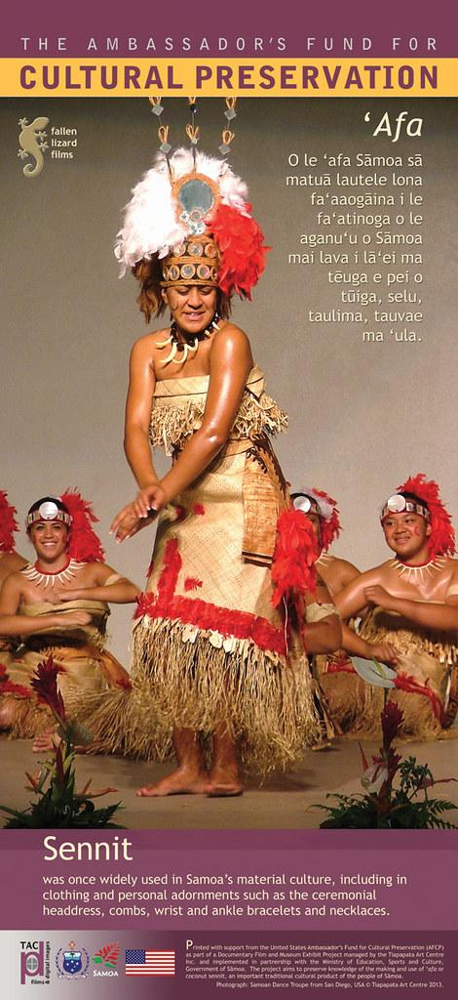 THE AMBASSADOR'S FUND FOR
CULTURAL PRESERVATION
fallen
lizard
films
‘Afa
O le ‘afa Sāmoa sā
matuā lautele lona
fa‘aaogāina i le
fa‘atinoga o le
aganu‘u o Sāmoa
mai lava i lā‘ei ma
tēuga e pei o
tūiga, selu,
taulima, tauvae
ma ‘ula.
Sennit
was once widely used in Samoa's material culture, including in
clothing and personal adornments such as the ceremonial
headdress, combs, wrist and ankle bracelets and necklaces.
TAC
films & digital images
SAMOA
Printed with support from the United States Ambassador's Fund for Cultural Preservation (AFCP)
as part of a Documentary Film and Museum Exhibit Project managed by the Tiapapata Art Centre
Inc. and implemented in partnership with the Ministry of Education, Sports and Culture,
Government of Sāmoa. The project aims to preserve knowledge of the making and use of ‘afa or
coconut sennit, an important traditional cultural product of the people of Sāmoa.
Photograph: Samoan Dance Troupe from San Diego, USA © Tiapapata Art Centre 2013.